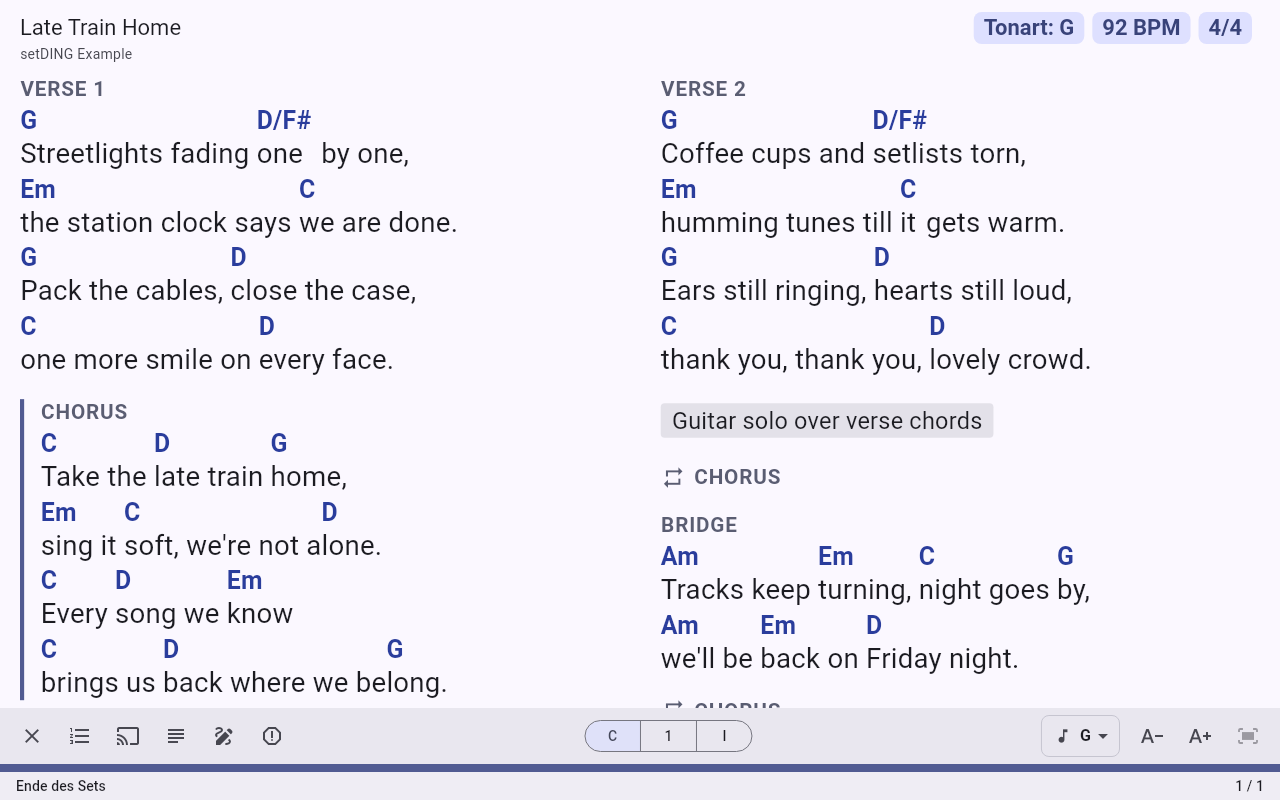 Late Train Home
setDING Example
Tonart: G 92 BPM 4/4
VERSE 1
G D/F#
Streetlights fading one by one,
Em C
the station clock says we are done.
G D
Pack the cables, close the case,
C D
one more smile on every face.
CHORUS
C D G
Take the late train home,
Em C D
sing it soft, we're not alone.
C D Em
Every song we know
C D G
brings us back where we belong.
VERSE 2
G D/F#
Coffee cups and setlists torn,
Em C
humming tunes till it gets warm.
G D
Ears still ringing, hearts still loud,
C D
thank you, thank you, lovely crowd.
Guitar solo over verse chords
CHORUS
BRIDGE
Am Em C G
Tracks keep turning, night goes by,
Am Em D
we'll be back on Friday night.
CHORUS
C 1 I
G A− A+
Ende des Sets
1 / 1